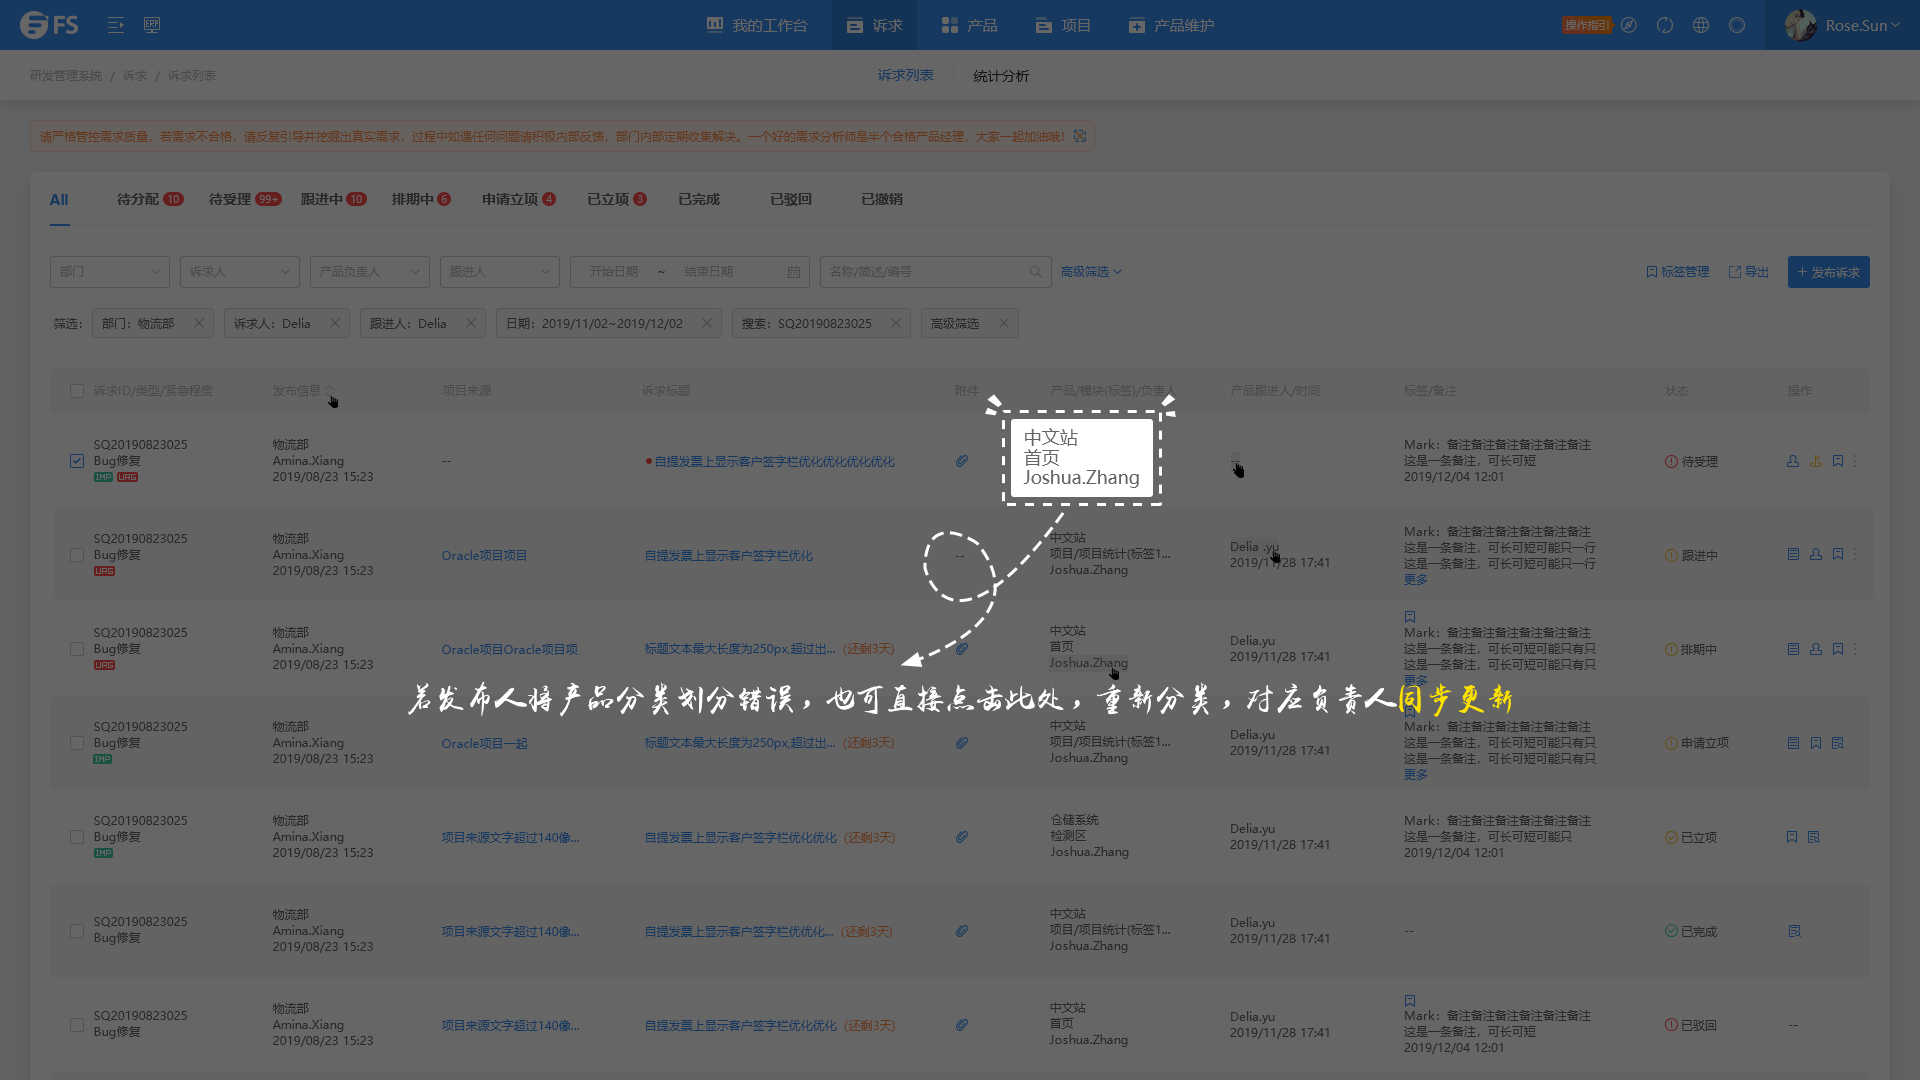 FS
我的工作台
诉求
产品
项目
产品维护
操作指引
Rose.Sun
研发管理系统 / 诉求 / 诉求列表
诉求列表
统计分析
请严格管控需求质量，若需求不合格，请反复引导并挖掘出真实需求，过程中如遇任何问题请积极内部反馈，部门内部定期收集解决。一个好的需求分析师是半个合格产品经理，大家一起加油哦！
All
待分配 10
待受理 99+
跟进中 10
排期中 6
申请立项 4
已立项 3
已完成
已驳回
已撤销
部门
诉求人
产品负责人
跟进人
开始日期 ~ 结束日期
名称/简述/编号
高级筛选
标签管理
导出
+ 发布诉求
筛选：
部门：物流部
诉求人：Delia
跟进人：Delia
日期：2019/11/02~2019/12/02
搜索：SQ20190823025
高级筛选
诉求ID/类型/紧急程度
发布信息
项目来源
诉求标题
附件
产品/模块(标签)/负责人
产品跟进人/时间
标签/备注
状态
操作
SQ20190823025
Bug修复
IMP URG
物流部
Amina.Xiang
2019/08/23 15:23
--
自提发票上显示客户签字栏优化优化优化优化
中文站
首页
Joshua.Zhang
Mark：备注备注备注备注备注备注
这是一条备注，可长可短
2019/12/04 12:01
待受理
SQ20190823025
Bug修复
URG
物流部
Amina.Xiang
2019/08/23 15:23
Oracle项目项目
自提发票上显示客户签字栏优化
--
中文站
项目/项目统计(标签1...
Joshua.Zhang
Delia .yu
2019/11/28 17:41
Mark：备注备注备注备注备注备注
这是一条备注，可长可短可能只一行
这是一条备注，可长可短可能只一行
更多
跟进中
SQ20190823025
Bug修复
URG
物流部
Amina.Xiang
2019/08/23 15:23
Oracle项目Oracle项目项
标题文本最大长度为250px,超过出... (还剩3天)
中文站
首页
Joshua.Zhang
Delia.yu
2019/11/28 17:41
Mark：备注备注备注备注备注备注
这是一条备注，可长可短可能只有只
这是一条备注，可长可短可能只有只
更多
排期中
若发布人将产品分类划分错误，也可直接点击此处，重新分类，对应负责人同步更新
SQ20190823025
Bug修复
IMP
物流部
Amina.Xiang
2019/08/23 15:23
Oracle项目一起
标题文本最大长度为250px,超过出... (还剩3天)
中文站
项目/项目统计(标签1...
Joshua.Zhang
Delia.yu
2019/11/28 17:41
Mark：备注备注备注备注备注备注
这是一条备注，可长可短可能只有只
这是一条备注，可长可短可能只有只
更多
申请立项
SQ20190823025
Bug修复
IMP
物流部
Amina.Xiang
2019/08/23 15:23
项目来源文字超过140像...
自提发票上显示客户签字栏优化优化 (还剩3天)
仓储系统
检测区
Joshua.Zhang
Delia.yu
2019/11/28 17:41
Mark：备注备注备注备注备注备注
这是一条备注，可长可短可能只
2019/12/04 12:01
已立项
SQ20190823025
Bug修复
物流部
Amina.Xiang
2019/08/23 15:23
项目来源文字超过140像...
自提发票上显示客户签字栏优优化... (还剩3天)
中文站
项目/项目统计(标签1...
Joshua.Zhang
Delia.yu
2019/11/28 17:41
--
已完成
SQ20190823025
Bug修复
物流部
Amina.Xiang
2019/08/23 15:23
项目来源文字超过140像...
自提发票上显示客户签字栏优化优化 (还剩3天)
中文站
首页
Joshua.Zhang
Delia.yu
2019/11/28 17:41
Mark：备注备注备注备注备注备注
这是一条备注，可长可短
2019/12/04 12:01
已驳回
--